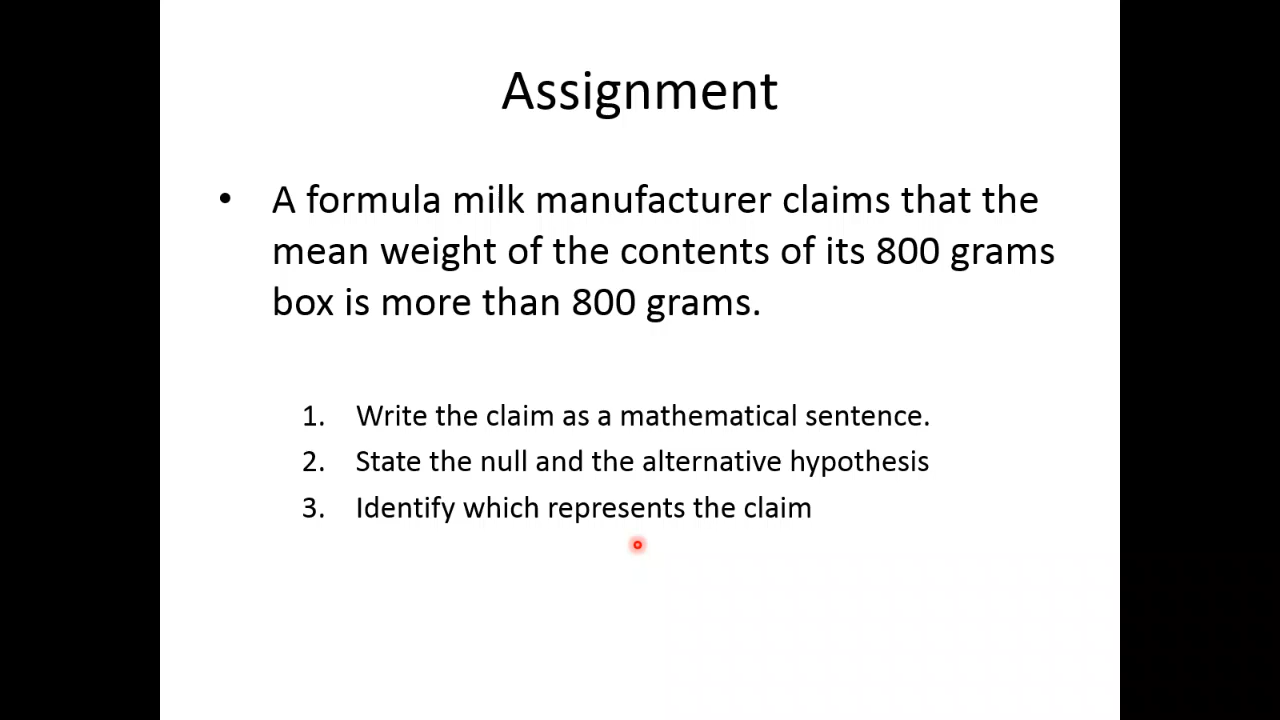 Assignment
• A formula milk manufacturer claims that the
mean weight of the contents of its 800 grams
box is more than 800 grams.
1. Write the claim as a mathematical sentence.
2. State the null and the alternative hypothesis
3. Identify which represents the claim